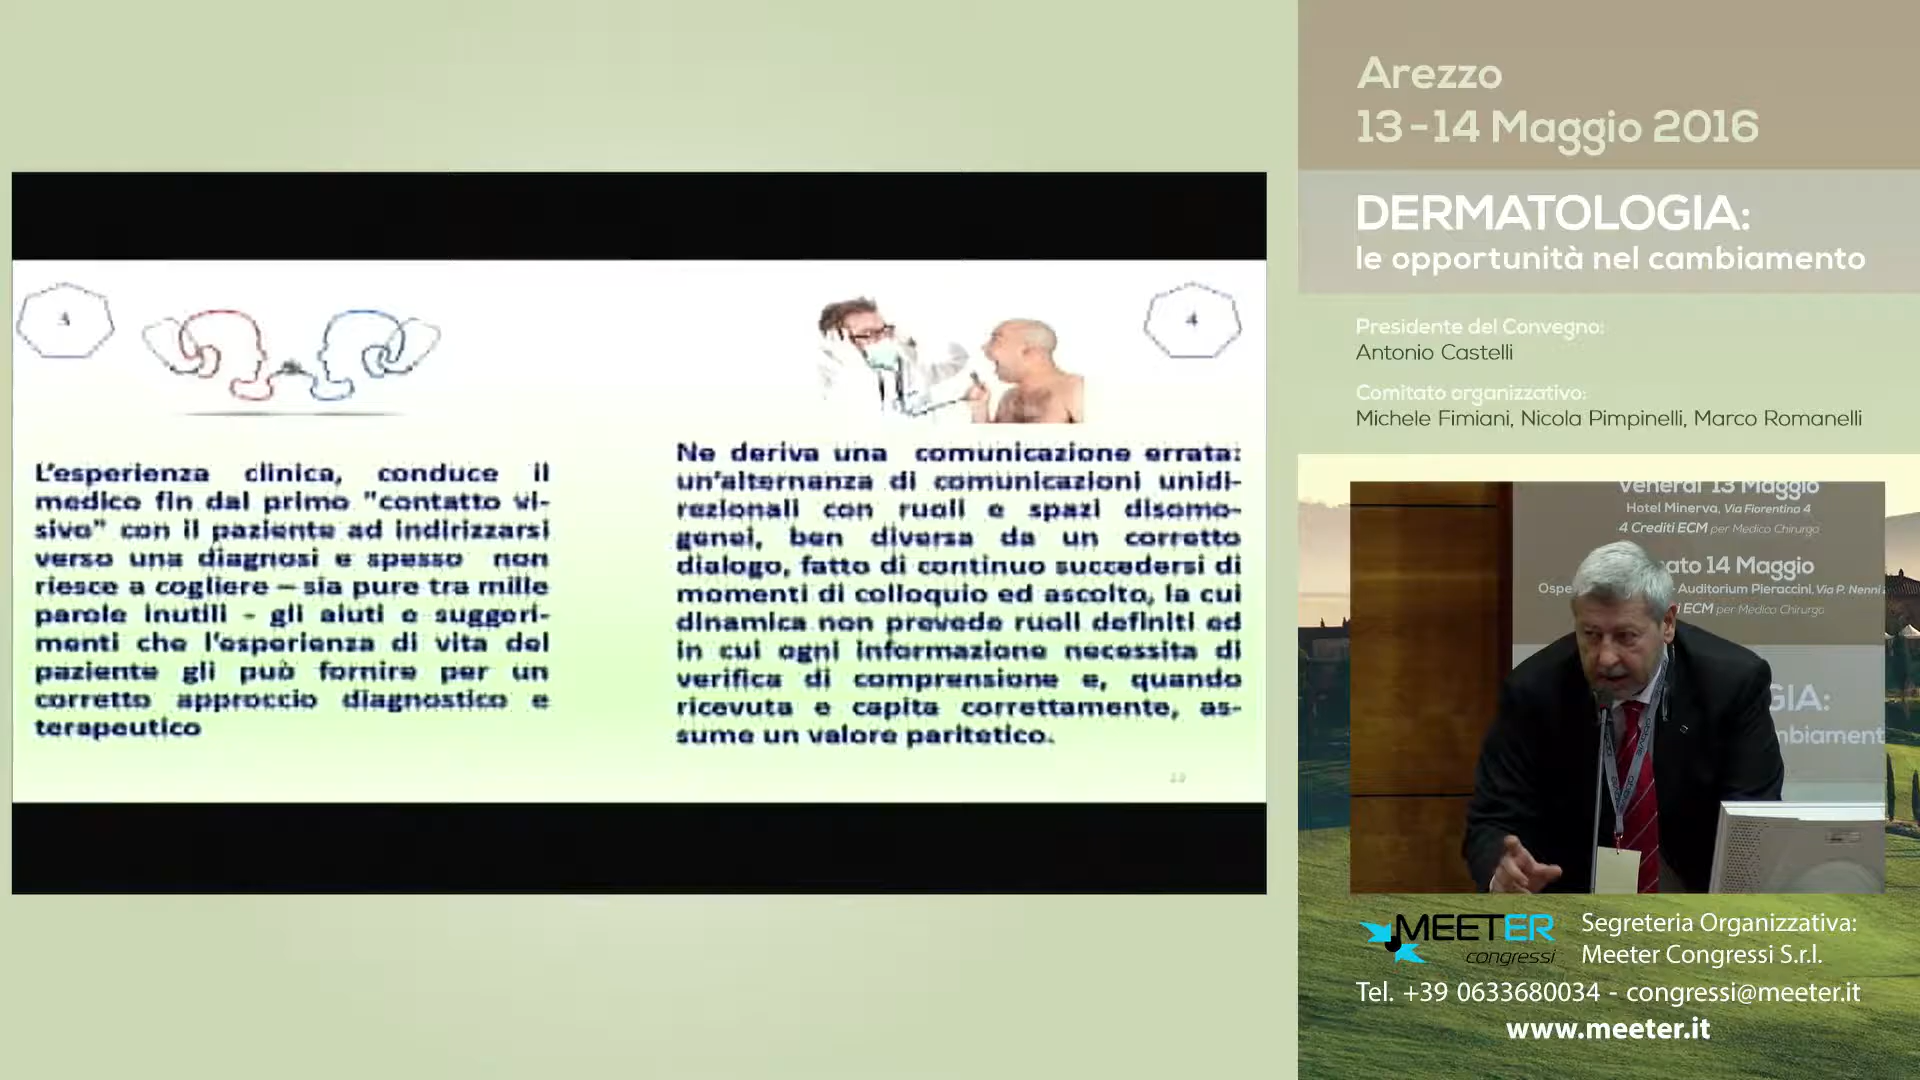 3
L'esperienza clinica, conduce il
medico fin dal primo "contatto vi-
sivo" con il paziente ad indirizzarsi
verso una diagnosi e spesso non
riesce a cogliere – sia pure tra mille
parole inutili - gli aiuti e suggeri-
menti che l'esperienza di vita del
paziente gli può fornire per un
corretto approccio diagnostico e
terapeutico
4
Ne deriva una comunicazione errata:
un'alternanza di comunicazioni unidi-
rezionali con ruoli e spazi disomo-
genei, ben diversa da un corretto
dialogo, fatto di continuo succedersi di
momenti di colloquio ed ascolto, la cui
dinamica non prevede ruoli definiti ed
in cui ogni informazione necessita di
verifica di comprensione e, quando
ricevuta e capita correttamente, as-
sume un valore paritetico.
Arezzo
13-14 Maggio 2016
DERMATOLOGIA:
le opportunità nel cambiamento
Presidente del Convegno:
Antonio Castelli
Comitato organizzativo:
Michele Fimiani, Nicola Pimpinelli, Marco Romanelli
Venerdì 13 Maggio
Hotel Minerva, Via Fiorentina 4
4 Crediti ECM per Medico Chirurgo
ato 14 Maggio
Ospe - Auditorium Pieraccini, Via P. Nenni
i ECM per Medico Chirurgo
GIA:
mbiament
MEETER
congressi
Segreteria Organizzativa:
Meeter Congressi S.r.l.
Tel. +39 0633680034 - congressi@meeter.it
www.meeter.it